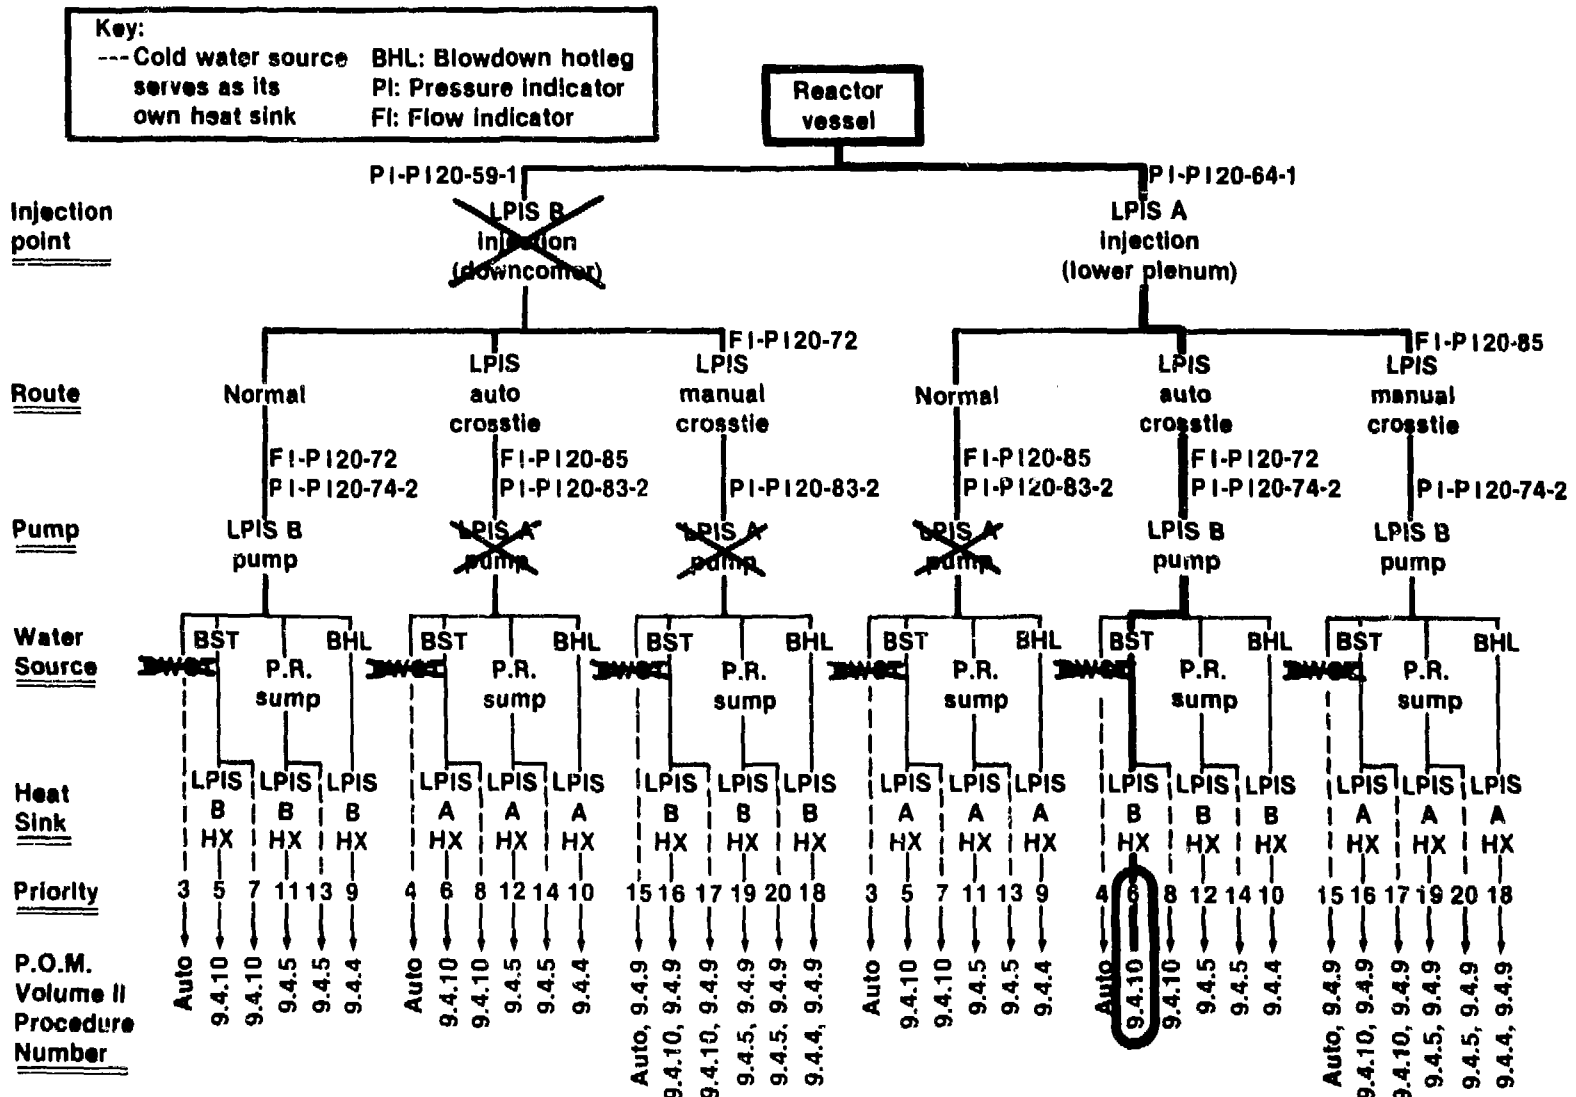 Key:
--- Cold water source serves as its own heat sink
BHL: Blowdown hotleg
PI: Pressure indicator
FI: Flow indicator
Reactor vessel
PI-P120-59-1 PI-P120-64-1
Injection point
LPIS B injection (downcomer)
LPIS A injection (lower plenum)
FI-P120-72 FI-P120-85
Route
Normal
LPIS auto crosstie
LPIS manual crosstie
Normal
LPIS auto crosstie
LPIS manual crosstie
FI-P120-72 FI-P120-85 FI-P120-85 FI-P120-72
PI-P120-74-2 PI-P120-83-2 PI-P120-83-2 PI-P120-83-2 PI-P120-74-2 PI-P120-74-2
Pump
LPIS B pump
LPIS A pump
LPIS A pump
LPIS A pump
LPIS B pump
LPIS B pump
Water Source
BST P.R. sump BHL
BST P.R. sump BHL
BST P.R. sump BHL
BST P.R. sump BHL
BST P.R. sump BHL
BST P.R. sump BHL
Heat Sink
LPIS B HX LPIS B HX LPIS B HX
LPIS A HX LPIS A HX LPIS A HX
LPIS B HX LPIS B HX LPIS B HX
LPIS A HX LPIS A HX LPIS A HX
LPIS B HX LPIS B HX LPIS B HX
LPIS A HX LPIS A HX LPIS A HX
Priority
3 5 7 11 13 9
4 6 8 12 14 10
15 16 17 19 20 18
3 5 7 11 13 9
4 6 8 12 14 10
15 16 17 19 20 18
P.O.M. Volume II Procedure Number
Auto 9.4.10 9.4.10 9.4.5 9.4.5 9.4.4
Auto 9.4.10 9.4.10 9.4.5 9.4.5 9.4.4
Auto, 9.4.9 9.4.10, 9.4.9 9.4.10, 9.4.9 9.4.5, 9.4.9 9.4.5, 9.4.9 9.4.4, 9.4.9
Auto 9.4.10 9.4.10 9.4.5 9.4.5 9.4.4
Auto 9.4.10 9.4.10 9.4.5 9.4.5 9.4.4
Auto, 9.4.9 9.4.10, 9.4.9 9.4.10, 9.4.9 9.4.5, 9.4.9 9.4.5, 9.4.9 9.4.4, 9.4.9